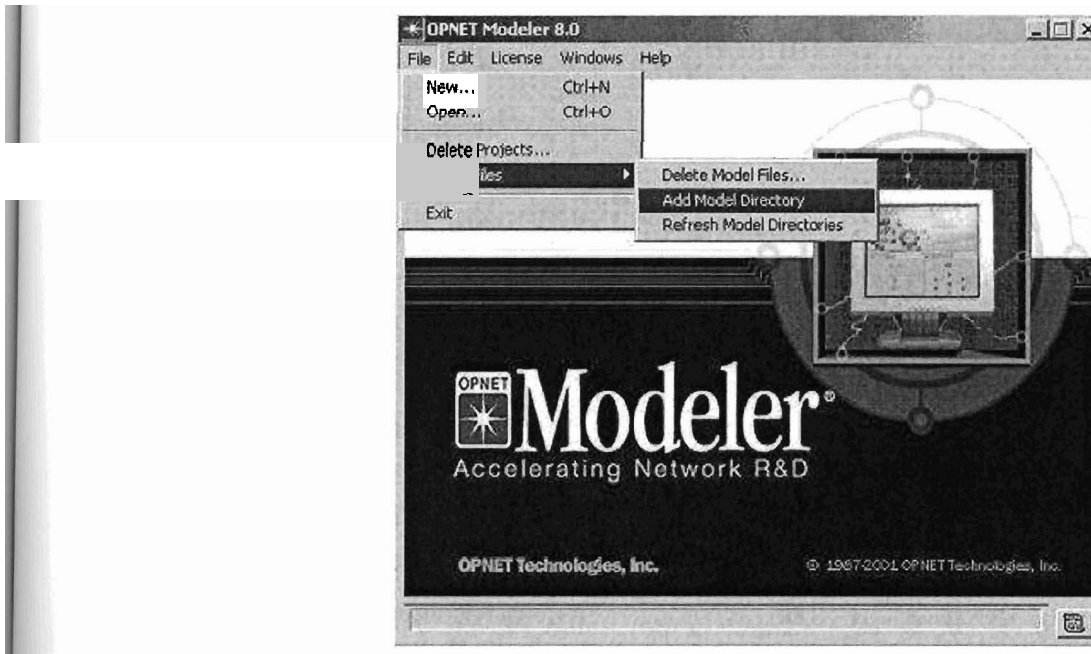 OPNET Modeler 8.0
File Edit License Windows Help
New... Ctrl+N
Open... Ctrl+O
Delete Projects...
iles
Delete Model Files...
Add Model Directory
Refresh Model Directories
Exit
OPNET
Modeler®
Accelerating Network R&D
OPNET Technologies, Inc.
© 1987-2001 OPNET Technologies, Inc.